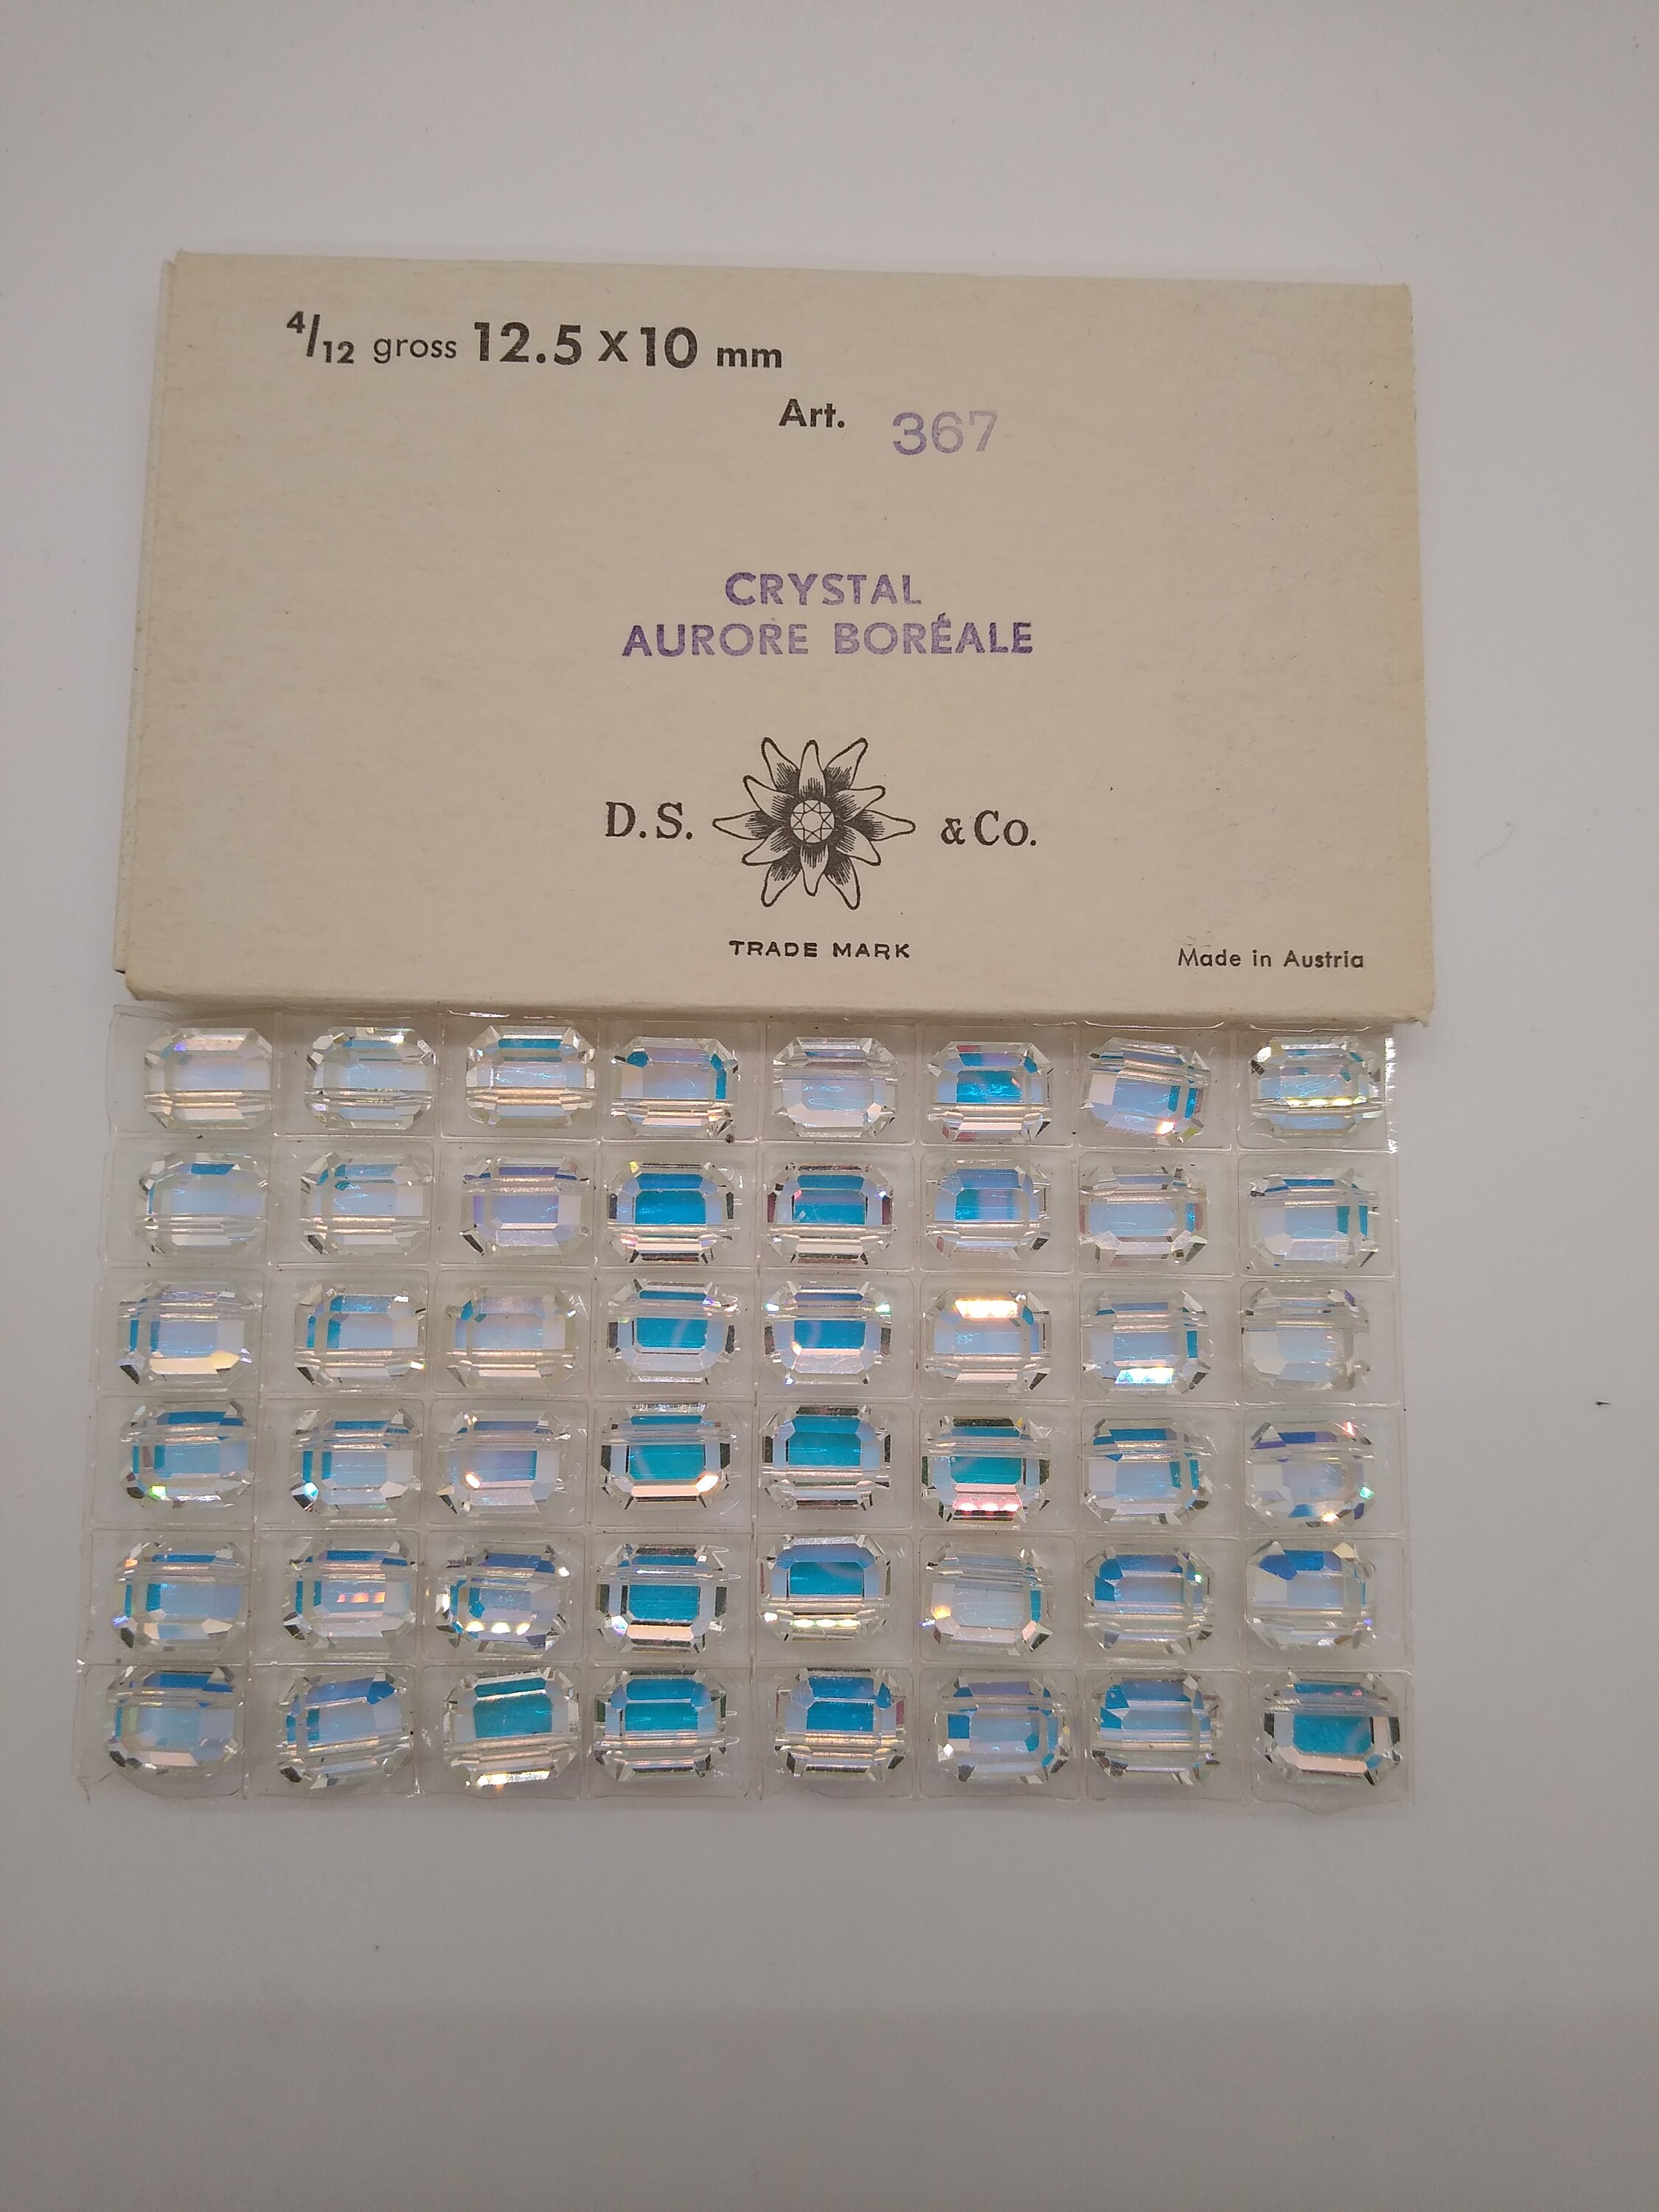 4/12 gross 12.5 x 10 mm
Art. 367
CRYSTAL
AURORE BORÉALE
D.S. & Co.
TRADE MARK
Made in Austria